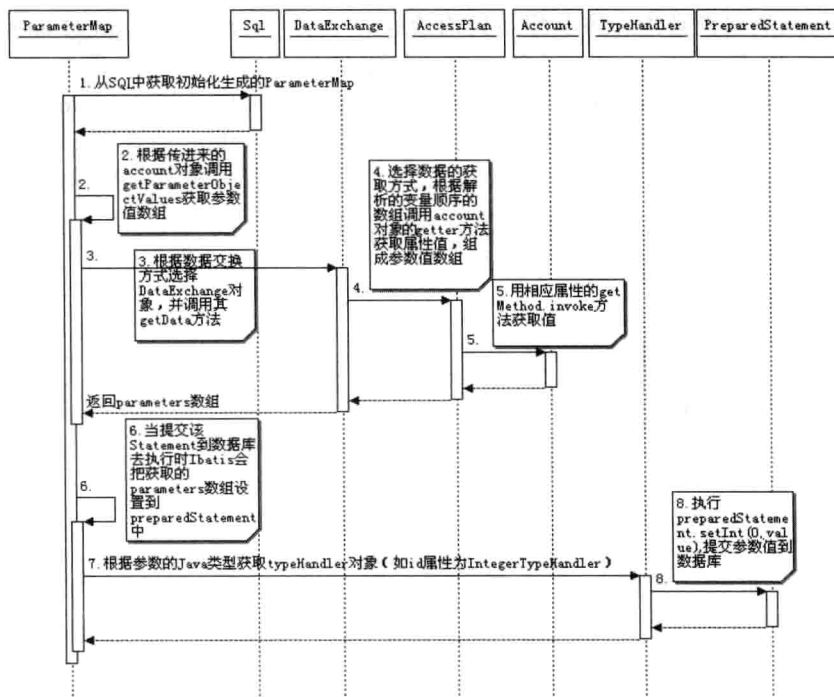 ParameterMap
Sql
DataExchange
AccessPlan
Account
TypeHandler
PreparedStatement
1.从SQL中获取初始化生成的ParameterMap
2.根据传进来的
account对象调用
getParameterObj
ectValues获取参数
值数组
2.
3.
3.根据数据交换
方式选择
DataExchange对
象，并调用其
getData方法
4.选择数据的获
取方式，根据解
析的变量顺序的
数组调用account
对象的getter方法
获取属性值，组
成参数值数组
4.
5.用相应属性的get
Method.invoke方
法获取值
5.
返回parameters数组
6.当提交该
Statement到数据库
去执行时Ibatis会
把获取的
parameters数组设
置到
preparedStatement
中
6.
7.根据参数的Java类型获取typeHandler对象（如id属性为IntegerTypeHandler）
8.执行
preparedStateme
nt.setInt(0,val
ue),提交参数值到
数据库
8.